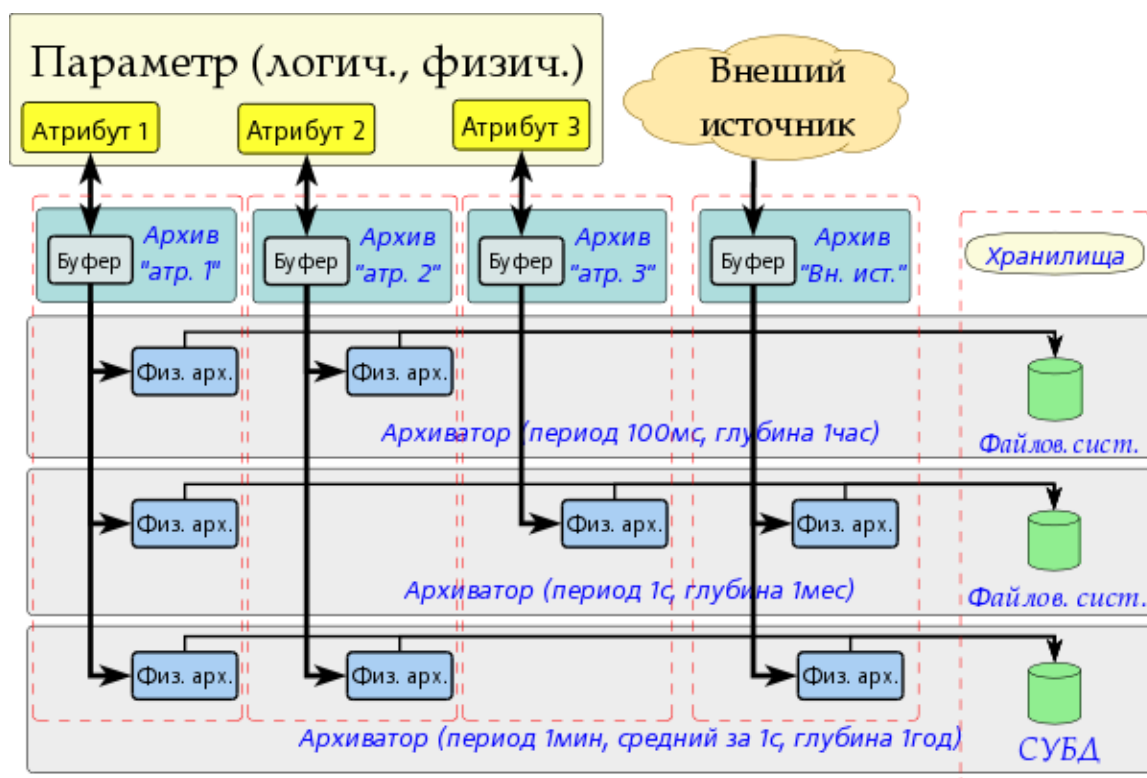 Параметр (логич., физич.)
Атрибут 1
Атрибут 2
Атрибут 3
Внеший
источник
Буфер
Архив
"атр. 1"
Буфер
Архив
"атр. 2"
Буфер
Архив
"атр. 3"
Буфер
Архив
"Вн. ист."
Хранилища
Физ. арх.
Физ. арх.
Архиватор (период 100мс, глубина 1час)
Файлов. сист.
Физ. арх.
Физ. арх.
Физ. арх.
Архиватор (период 1с, глубина 1мес)
Файлов. сист.
Физ. арх.
Физ. арх.
Физ. арх.
Архиватор (период 1мин, средний за 1с, глубина 1год)
СУБД